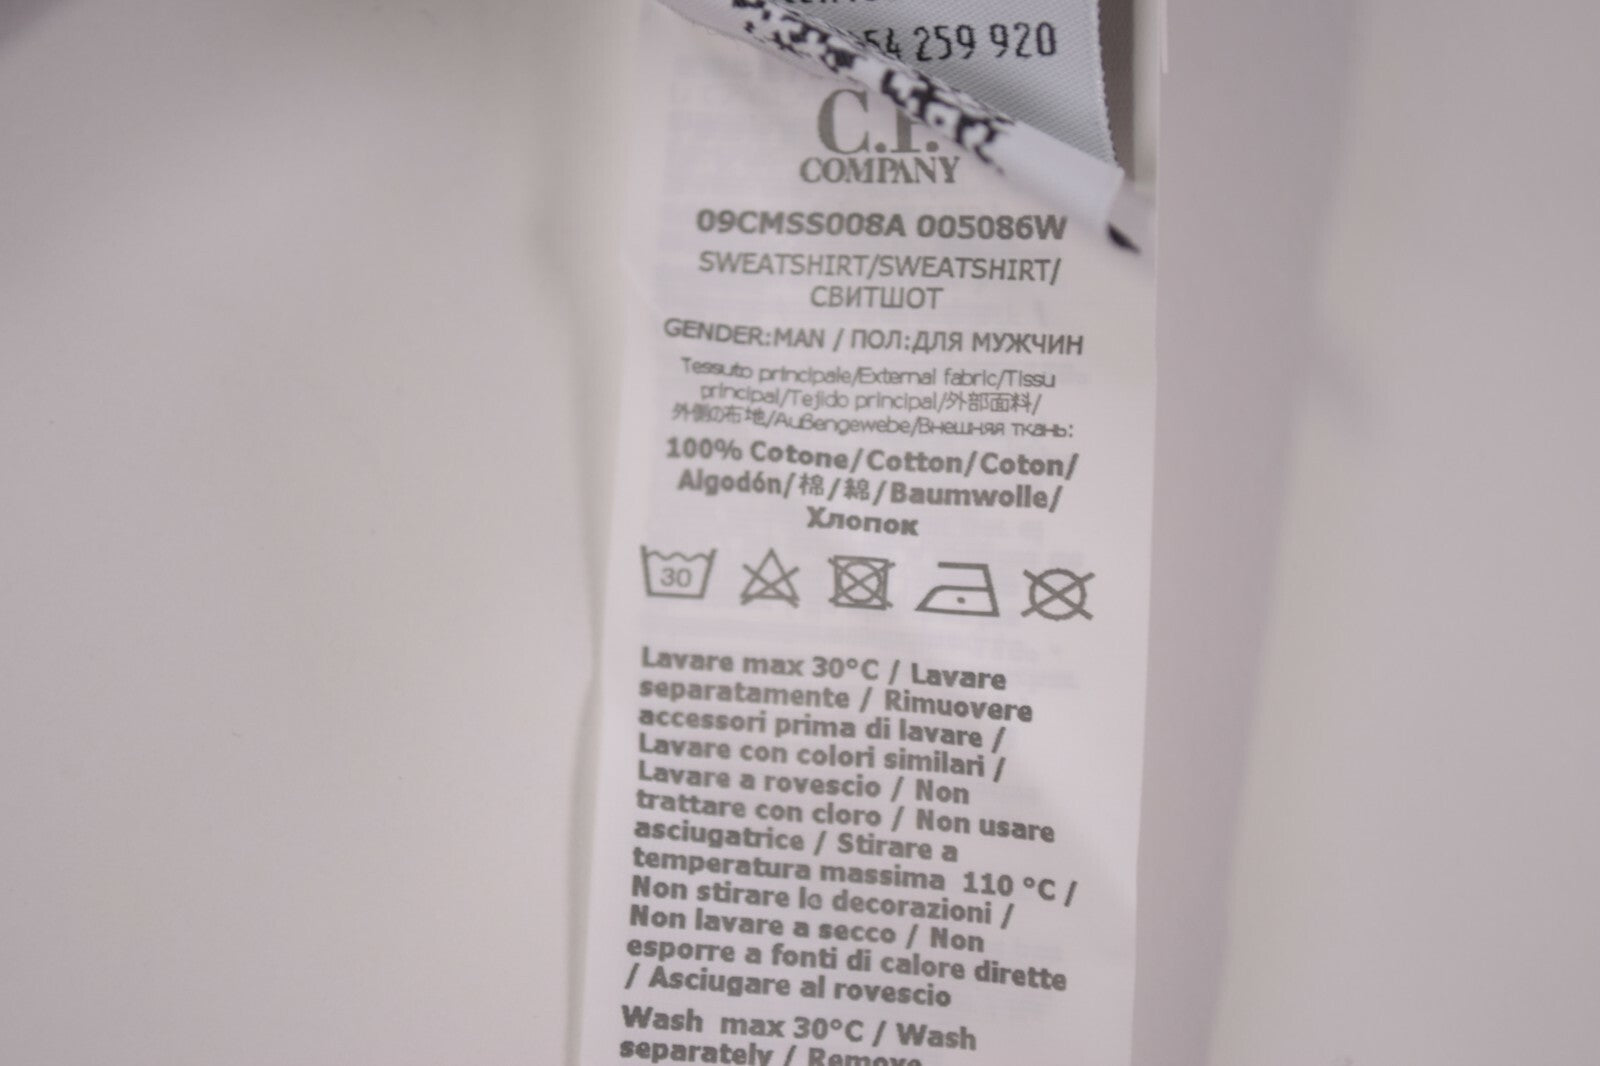 54 259 920
C.P.
COMPANY
09CMSS008A 005086W
SWEATSHIRT/SWEATSHIRT/
СВИТШОТ
GENDER:MAN / ПОЛ:ДЛЯ МУЖЧИН
Tessuto principale/External fabric/Tissu
principal/Tejido principal/外部面料/
外側の布地/Außengewebe/Внешняя ткань:
100% Cotone/Cotton/Coton/
Algodón/棉/綿/Baumwolle/
Хлопок
30
Lavare max 30°C / Lavare
separatamente / Rimuovere
accessori prima di lavare /
Lavare con colori similari /
Lavare a rovescio / Non
trattare con cloro / Non usare
asciugatrice / Stirare a
temperatura massima 110 °C /
Non stirare le decorazioni /
Non lavare a secco / Non
esporre a fonti di calore dirette
/ Asciugare al rovescio
Wash max 30°C / Wash
separately / Remove